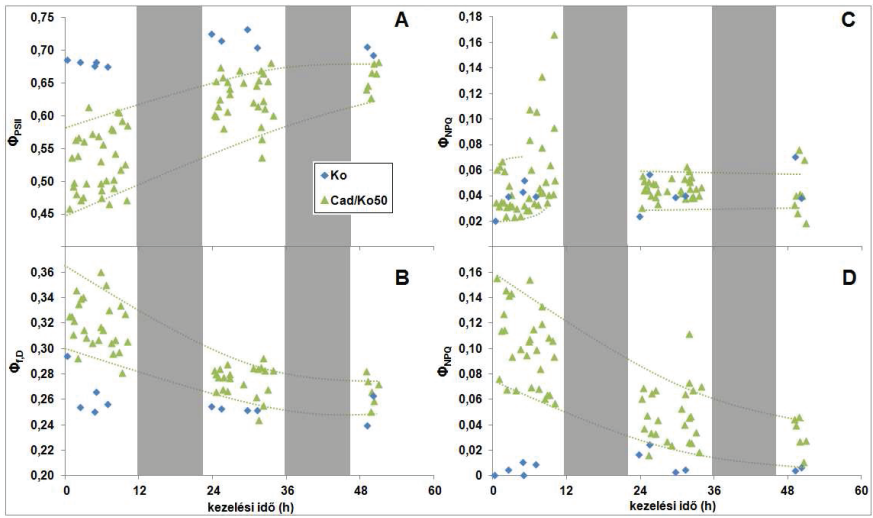 A
0,75
0,70
0,65
0,60
0,55
0,50
0,45
ΦPSII
Ko
Cad/Ko50
C
0,18
0,16
0,14
0,12
0,10
0,08
0,06
0,04
0,02
0,00
ΦNPQ
B
0,36
0,34
0,32
0,30
0,28
0,26
0,24
0,22
0,20
Φf,D
0 12 24 36 48 60
kezelési idő (h)
D
0,16
0,14
0,12
0,10
0,08
0,06
0,04
0,02
0
ΦNPQ
0 12 24 36 48 60
kezelési idő (h)